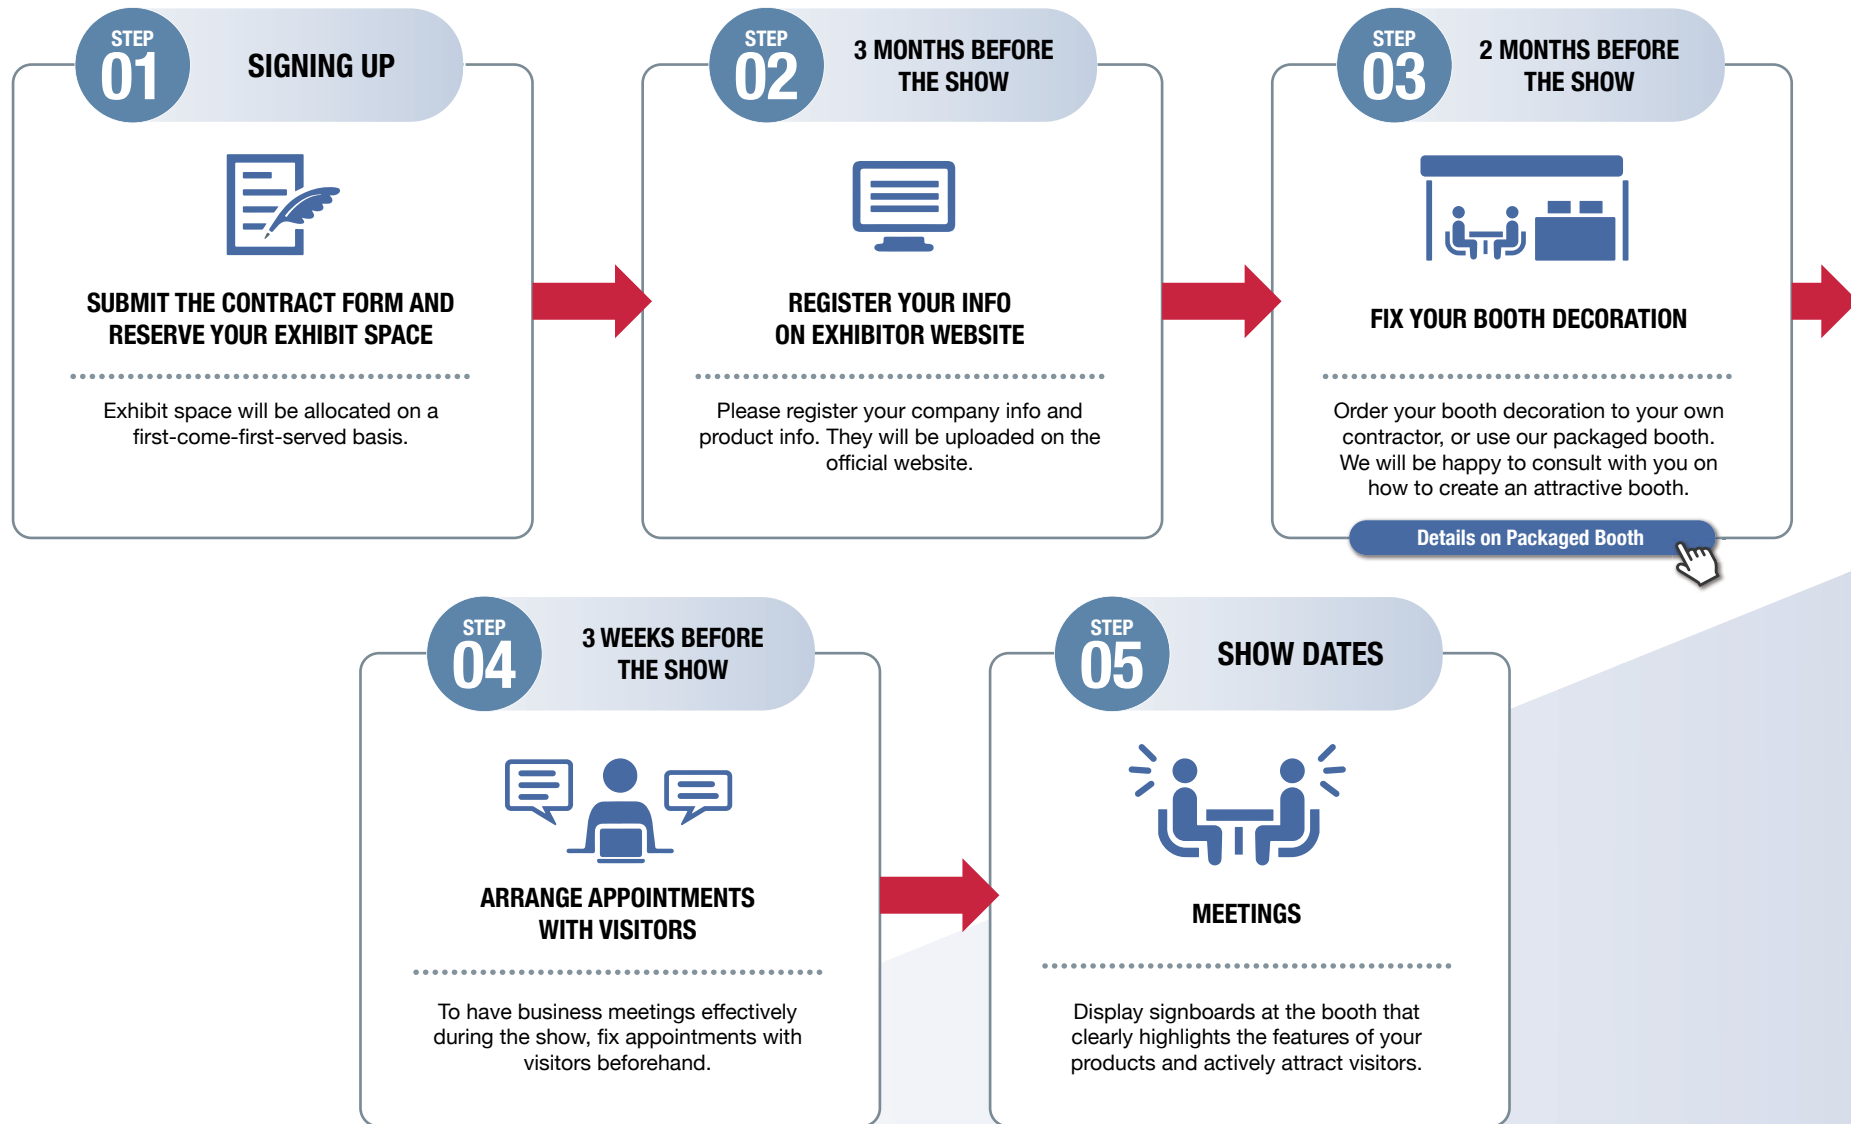 STEP
01
SIGNING UP
SUBMIT THE CONTRACT FORM AND
RESERVE YOUR EXHIBIT SPACE
Exhibit space will be allocated on a
first-come-first-served basis.
STEP
02
3 MONTHS BEFORE
THE SHOW
REGISTER YOUR INFO
ON EXHIBITOR WEBSITE
Please register your company info and
product info. They will be uploaded on the
official website.
STEP
03
2 MONTHS BEFORE
THE SHOW
FIX YOUR BOOTH DECORATION
Order your booth decoration to your own
contractor, or use our packaged booth.
We will be happy to consult with you on
how to create an attractive booth.
Details on Packaged Booth
STEP
04
3 WEEKS BEFORE
THE SHOW
ARRANGE APPOINTMENTS
WITH VISITORS
To have business meetings effectively
during the show, fix appointments with
visitors beforehand.
STEP
05
SHOW DATES
MEETINGS
Display signboards at the booth that
clearly highlights the features of your
products and actively attract visitors.